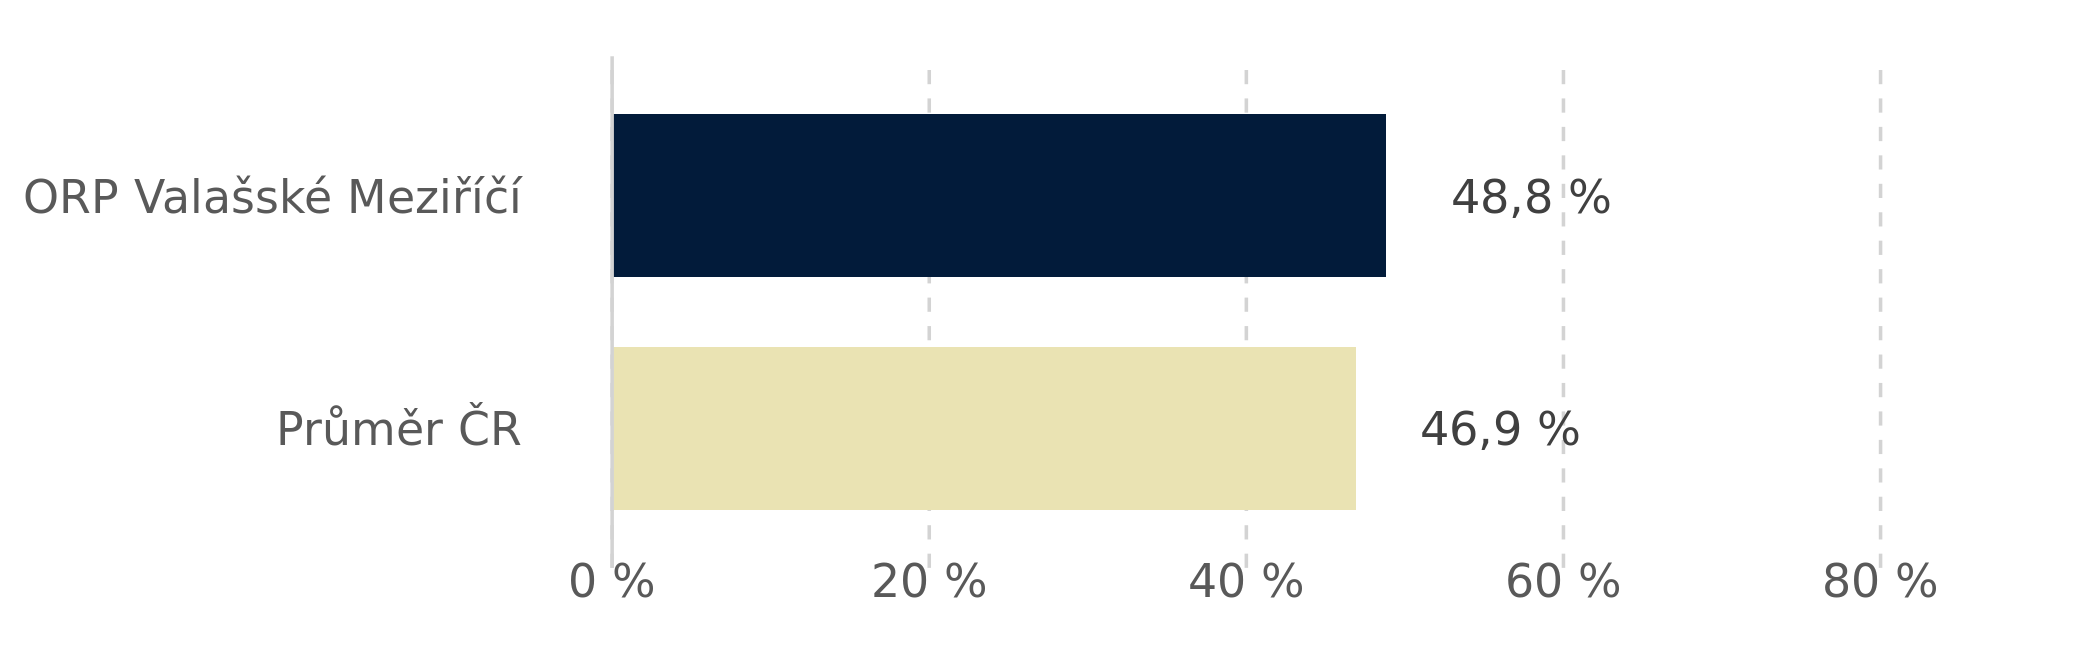 ORP Valašské Meziříčí 48,8 %
Průměr ČR 46,9 %
0 % 20 % 40 % 60 % 80 %